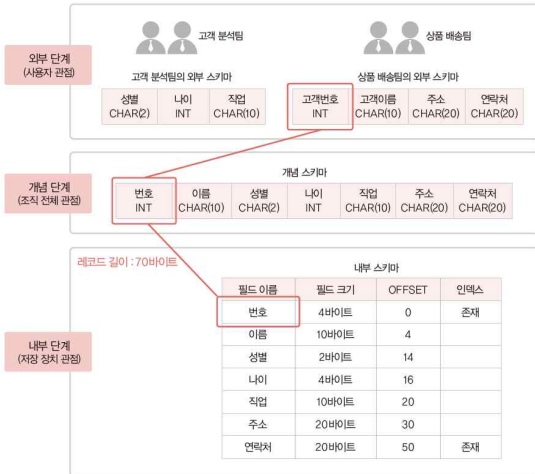 외부 단계
(사용자 관점)
고객 분석팀
상품 배송팀
고객 분석팀의 외부 스키마
상품 배송팀의 외부 스키마
성별 나이 직업
CHAR(2) INT CHAR(10)
고객번호 고객이름 주소 연락처
INT CHAR(10) CHAR(20) CHAR(20)
개념 단계
(조직 전체 관점)
개념 스키마
번호 이름 성별 나이 직업 주소 연락처
INT CHAR(10) CHAR(2) INT CHAR(10) CHAR(20) CHAR(20)
내부 단계
(저장 장치 관점)
레코드 길이 : 70바이트
내부 스키마
필드 이름 필드 크기 OFFSET 인덱스
번호 4바이트 0 존재
이름 10바이트 4
성별 2바이트 14
나이 4바이트 16
직업 10바이트 20
주소 20바이트 30
연락처 20바이트 50 존재